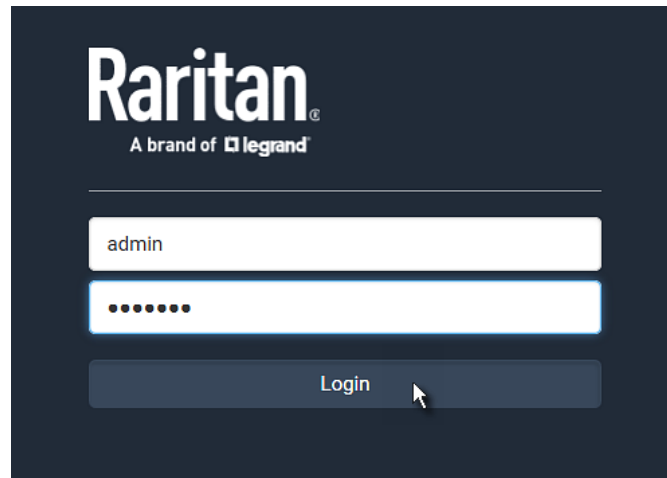 Raritan®
A brand of legrand®
admin
•••••••
Login